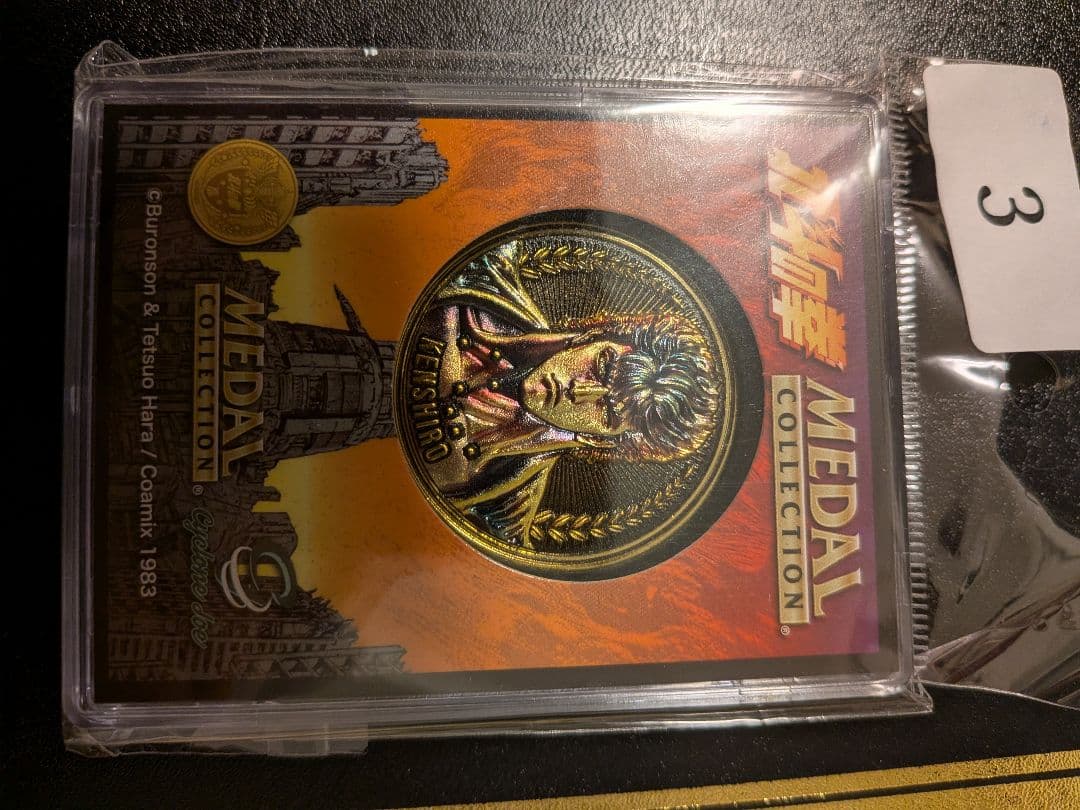 3
北斗の拳
MEDAL
COLLECTION®
KENSHIRO
MEDAL
COLLECTION®
©Buronson & Tetsuo Hara / Coamix 1983